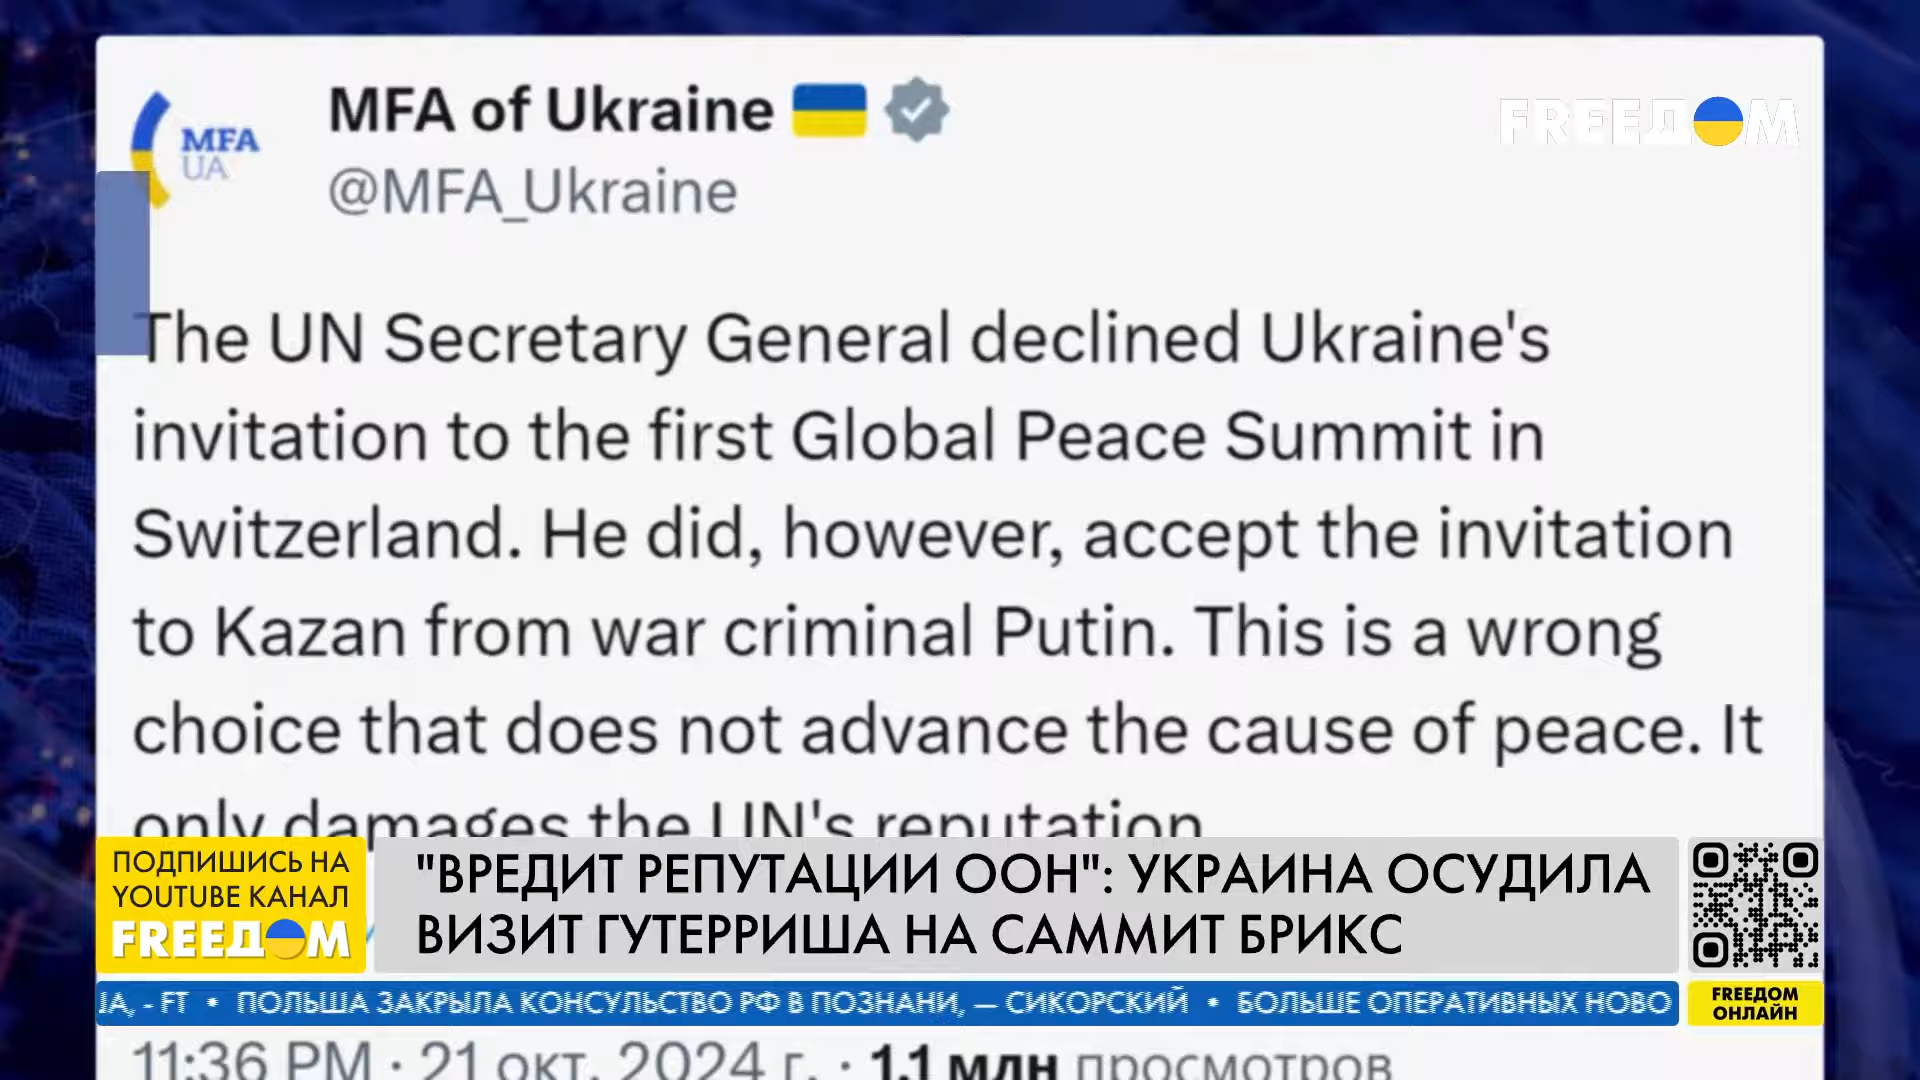 MFA of Ukraine
@MFA_Ukraine
MFA
UA
FREEДOM
The UN Secretary General declined Ukraine's
invitation to the first Global Peace Summit in
Switzerland. He did, however, accept the invitation
to Kazan from war criminal Putin. This is a wrong
choice that does not advance the cause of peace. It
only damages the UN's reputation
ПОДПИШИСЬ НА
YOUTUBE КАНАЛ
FREEДOM
"ВРЕДИТ РЕПУТАЦИИ ООН": УКРАИНА ОСУДИЛА
ВИЗИТ ГУТЕРРИША НА САММИТ БРИКС
- FT • ПОЛЬША ЗАКРЫЛА КОНСУЛЬСТВО РФ В ПОЗНАНИ, — СИКОРСКИЙ • БОЛЬШЕ ОПЕРАТИВНЫХ НОВО
FREEДOM
ОНЛАЙН
11:36 PM · 21 окт. 2024 г. · 1,1 млн просмотров